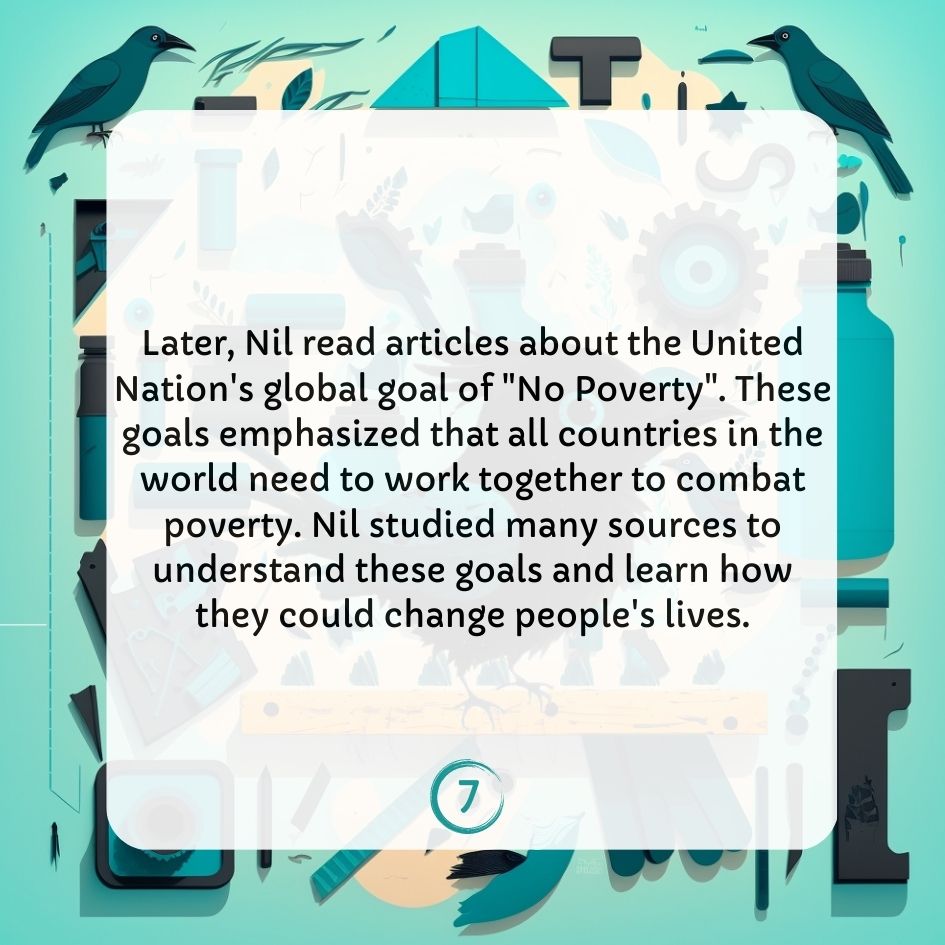 Later, Nil read articles about the United
Nation's global goal of "No Poverty". These
goals emphasized that all countries in the
world need to work together to combat
poverty. Nil studied many sources to
understand these goals and learn how
they could change people's lives.
7